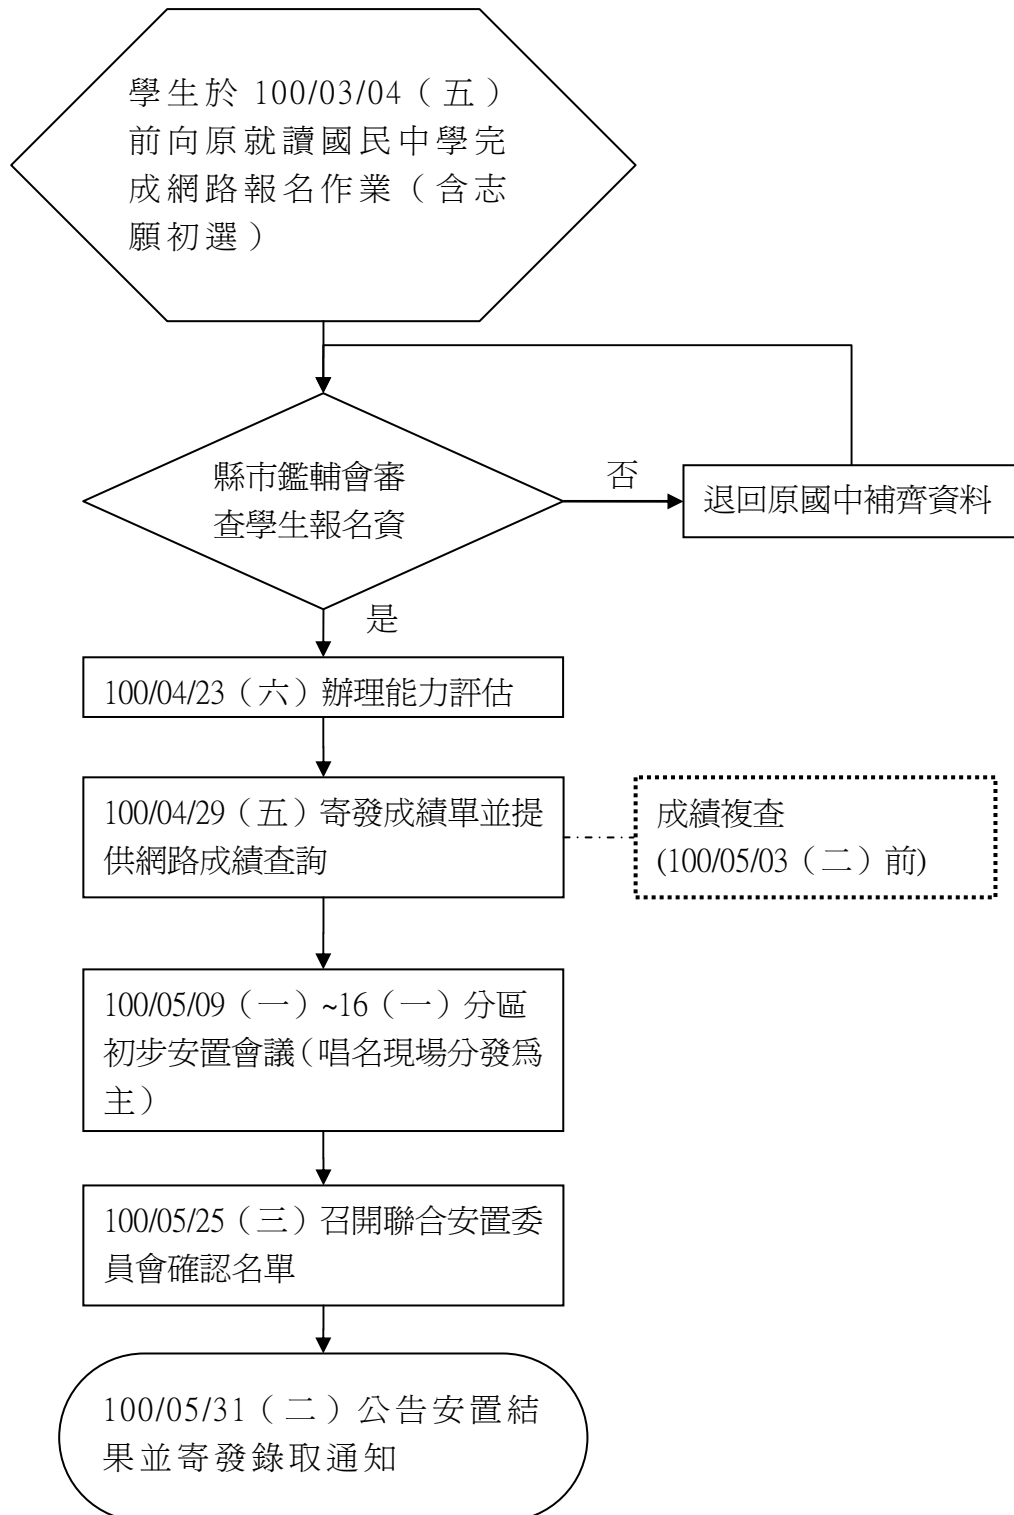 學生於 100/03/04（五）
前向原就讀國民中學完
成網路報名作業（含志
願初選）
縣市鑑輔會審
查學生報名資
否
退回原國中補齊資料
是
100/04/23（六）辦理能力評估
100/04/29（五）寄發成績單並提
供網路成績查詢
成績複查
(100/05/03（二）前)
100/05/09（一）~16（一）分區
初步安置會議（唱名現場分發為
主）
100/05/25（三）召開聯合安置委
員會確認名單
100/05/31（二）公告安置結
果並寄發錄取通知